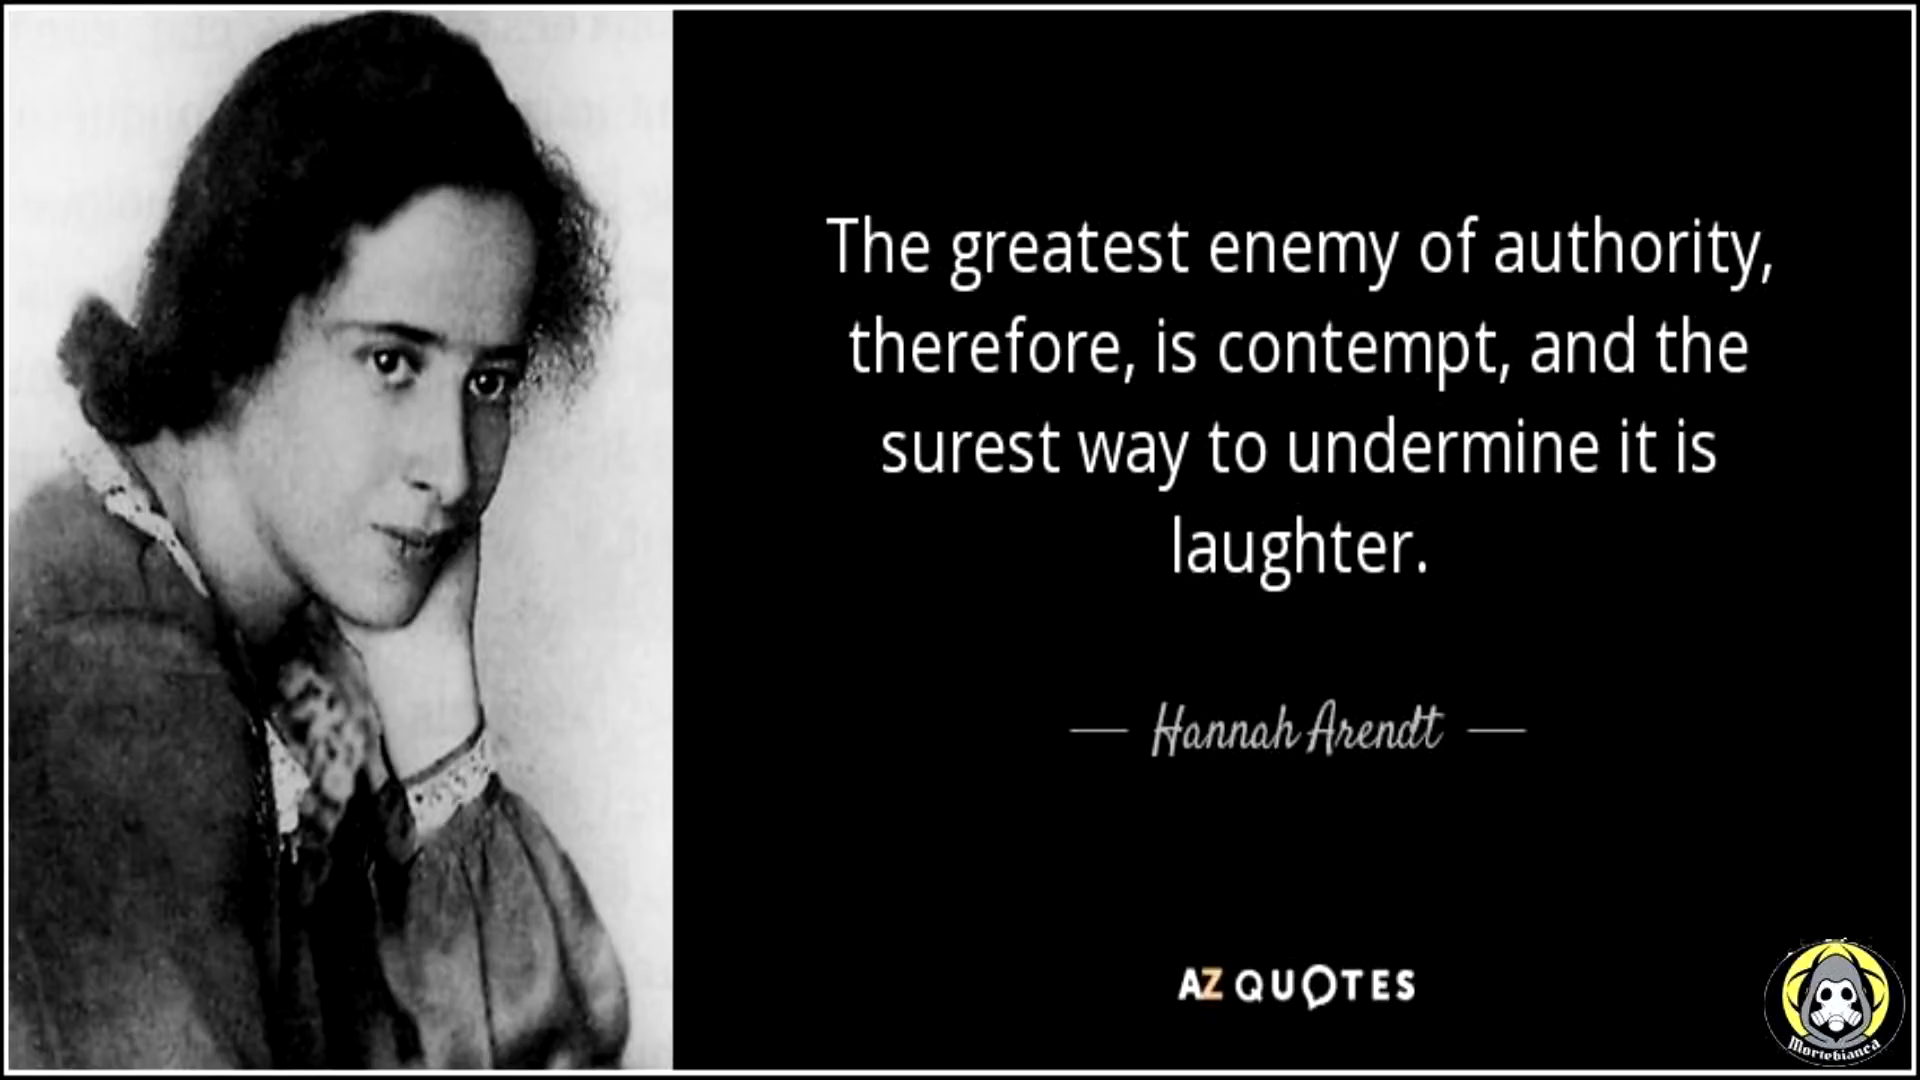 The greatest enemy of authority,
therefore, is contempt, and the
surest way to undermine it is
laughter.
Hannah Arendt
AZ QUOTES
Mortebianca